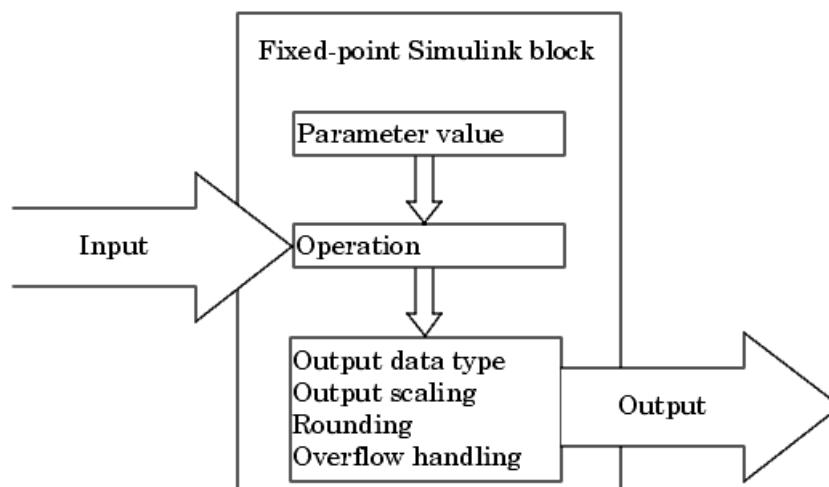 Fixed-point Simulink block
Parameter value
Input
Operation
Output data type
Output scaling
Rounding
Overflow handling
Output